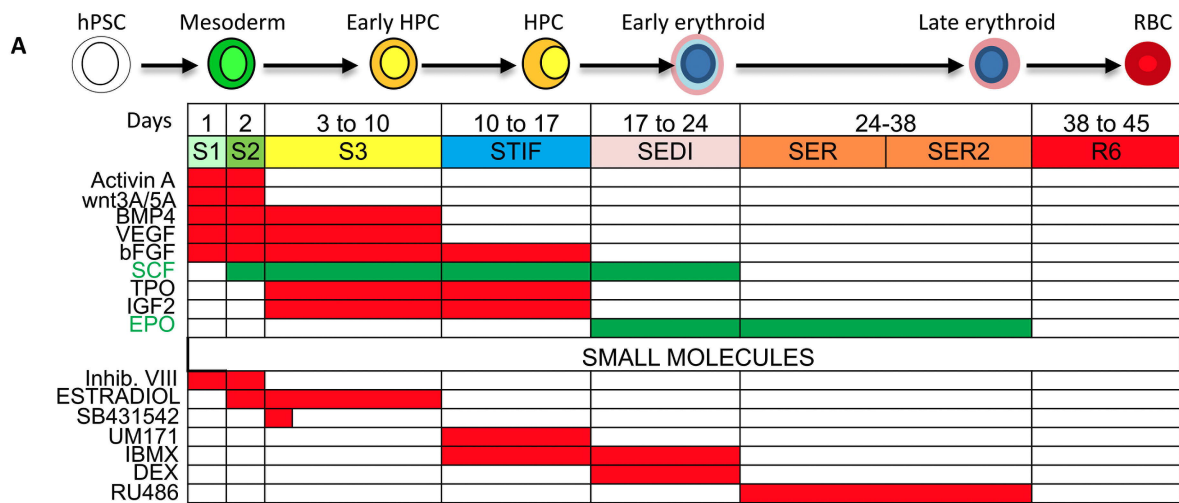 A
hPSC Mesoderm Early HPC HPC Early erythroid Late erythroid RBC
Days 1 2 3 to 10 10 to 17 17 to 24 24-38 38 to 45
S1 S2 S3 STIF SEDI SER SER2 R6
Activin A
wnt3A/5A
BMP4
VEGF
bFGF
SCF
TPO
IGF2
EPO
SMALL MOLECULES
Inhib. VIII
ESTRADIOL
SB431542
UM171
IBMX
DEX
RU486